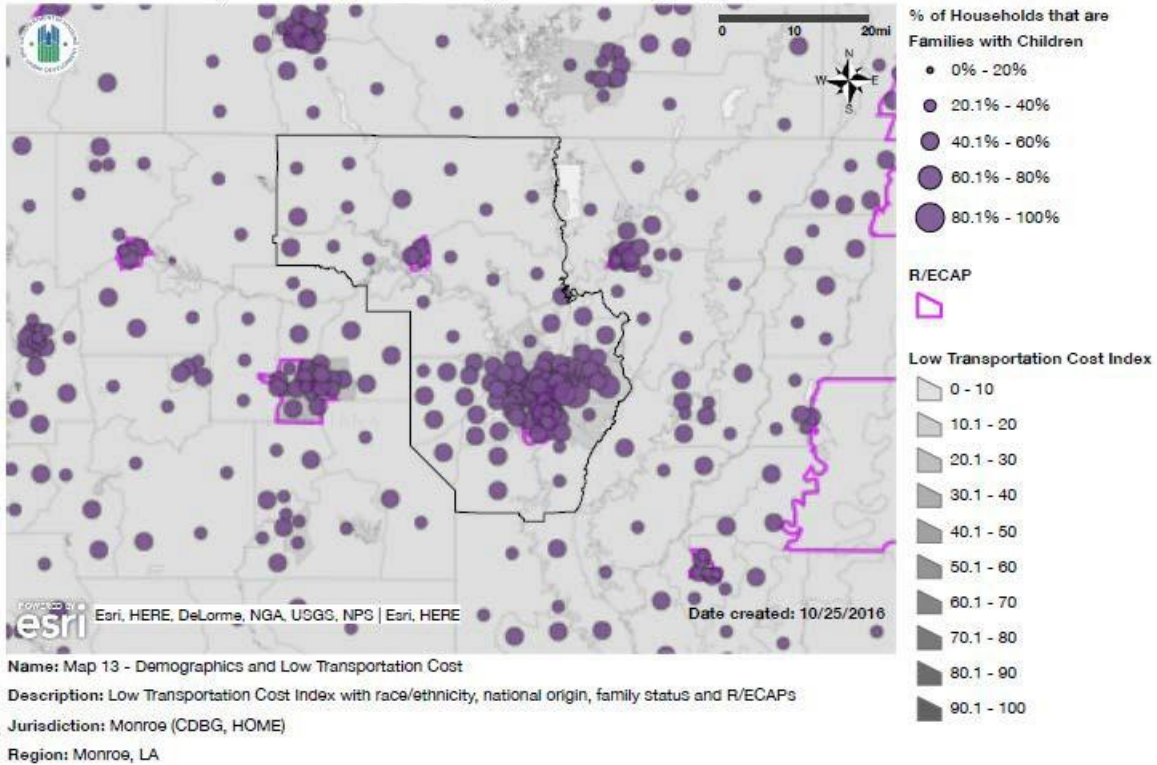 0 10 20mi
N
W E
S
POWERED BY
esri
Esri, HERE, DeLorme, NGA, USGS, NPS | Esri, HERE
Date created: 10/25/2016
% of Households that are
Families with Children
0% - 20%
20.1% - 40%
40.1% - 60%
60.1% - 80%
80.1% - 100%
R/ECAP
Low Transportation Cost Index
0 - 10
10.1 - 20
20.1 - 30
30.1 - 40
40.1 - 50
50.1 - 60
60.1 - 70
70.1 - 80
80.1 - 90
90.1 - 100
Name: Map 13 - Demographics and Low Transportation Cost
Description: Low Transportation Cost Index with race/ethnicity, national origin, family status and R/ECAPs
Jurisdiction: Monroe (CDBG, HOME)
Region: Monroe, LA